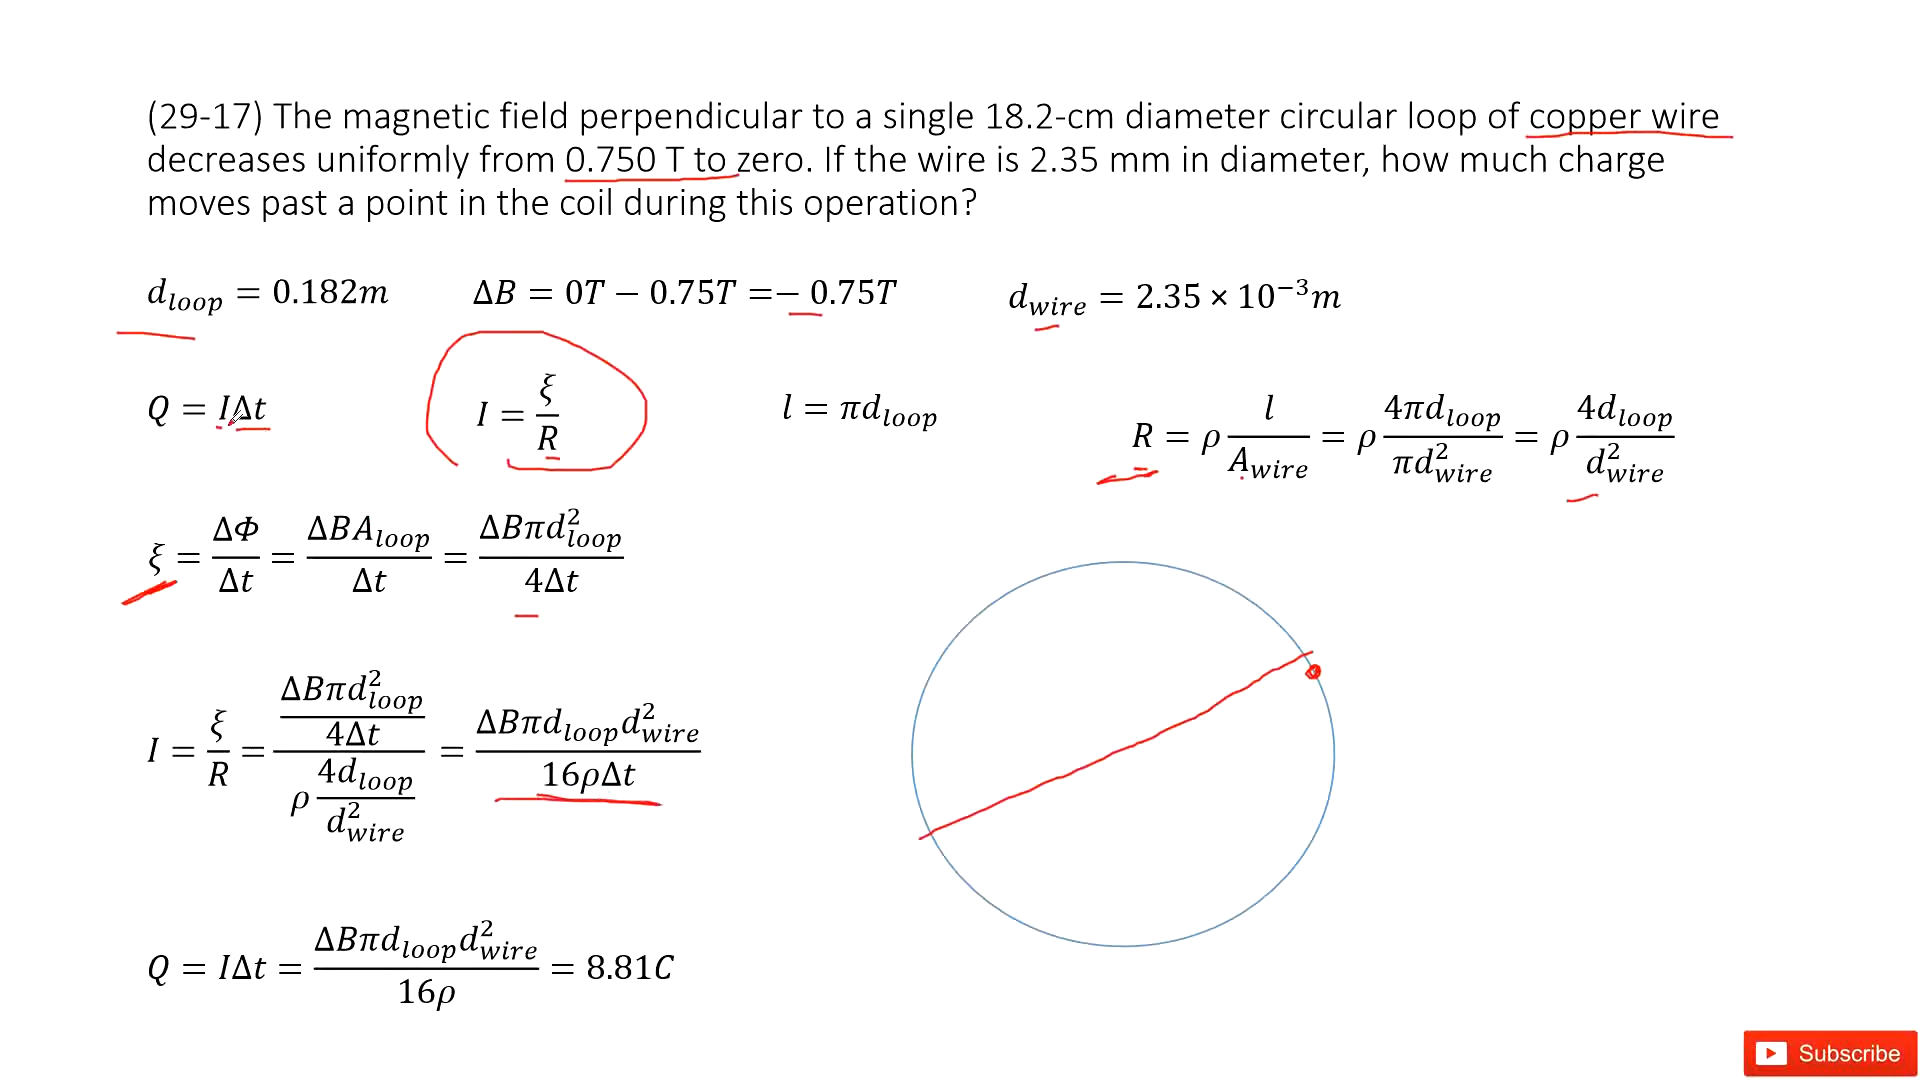 (29-17) The magnetic field perpendicular to a single 18.2-cm diameter circular loop of copper wire
decreases uniformly from 0.750 T to zero. If the wire is 2.35 mm in diameter, how much charge
moves past a point in the coil during this operation?
d_loop = 0.182m
ΔB = 0T − 0.75T =− 0.75T
d_wire = 2.35 × 10⁻³m
Q = IΔt
I = ξ/R
l = πd_loop
R = ρ l/A_wire = ρ 4πd_loop/πd²_wire = ρ 4d_loop/d²_wire
ξ = ΔΦ/Δt = ΔBA_loop/Δt = ΔBπd²_loop/4Δt
I = ξ/R = (ΔBπd²_loop/4Δt)/(ρ 4d_loop/d²_wire) = ΔBπd_loop d²_wire/16ρΔt
Q = IΔt = ΔBπd_loop d²_wire/16ρ = 8.81C
Subscribe